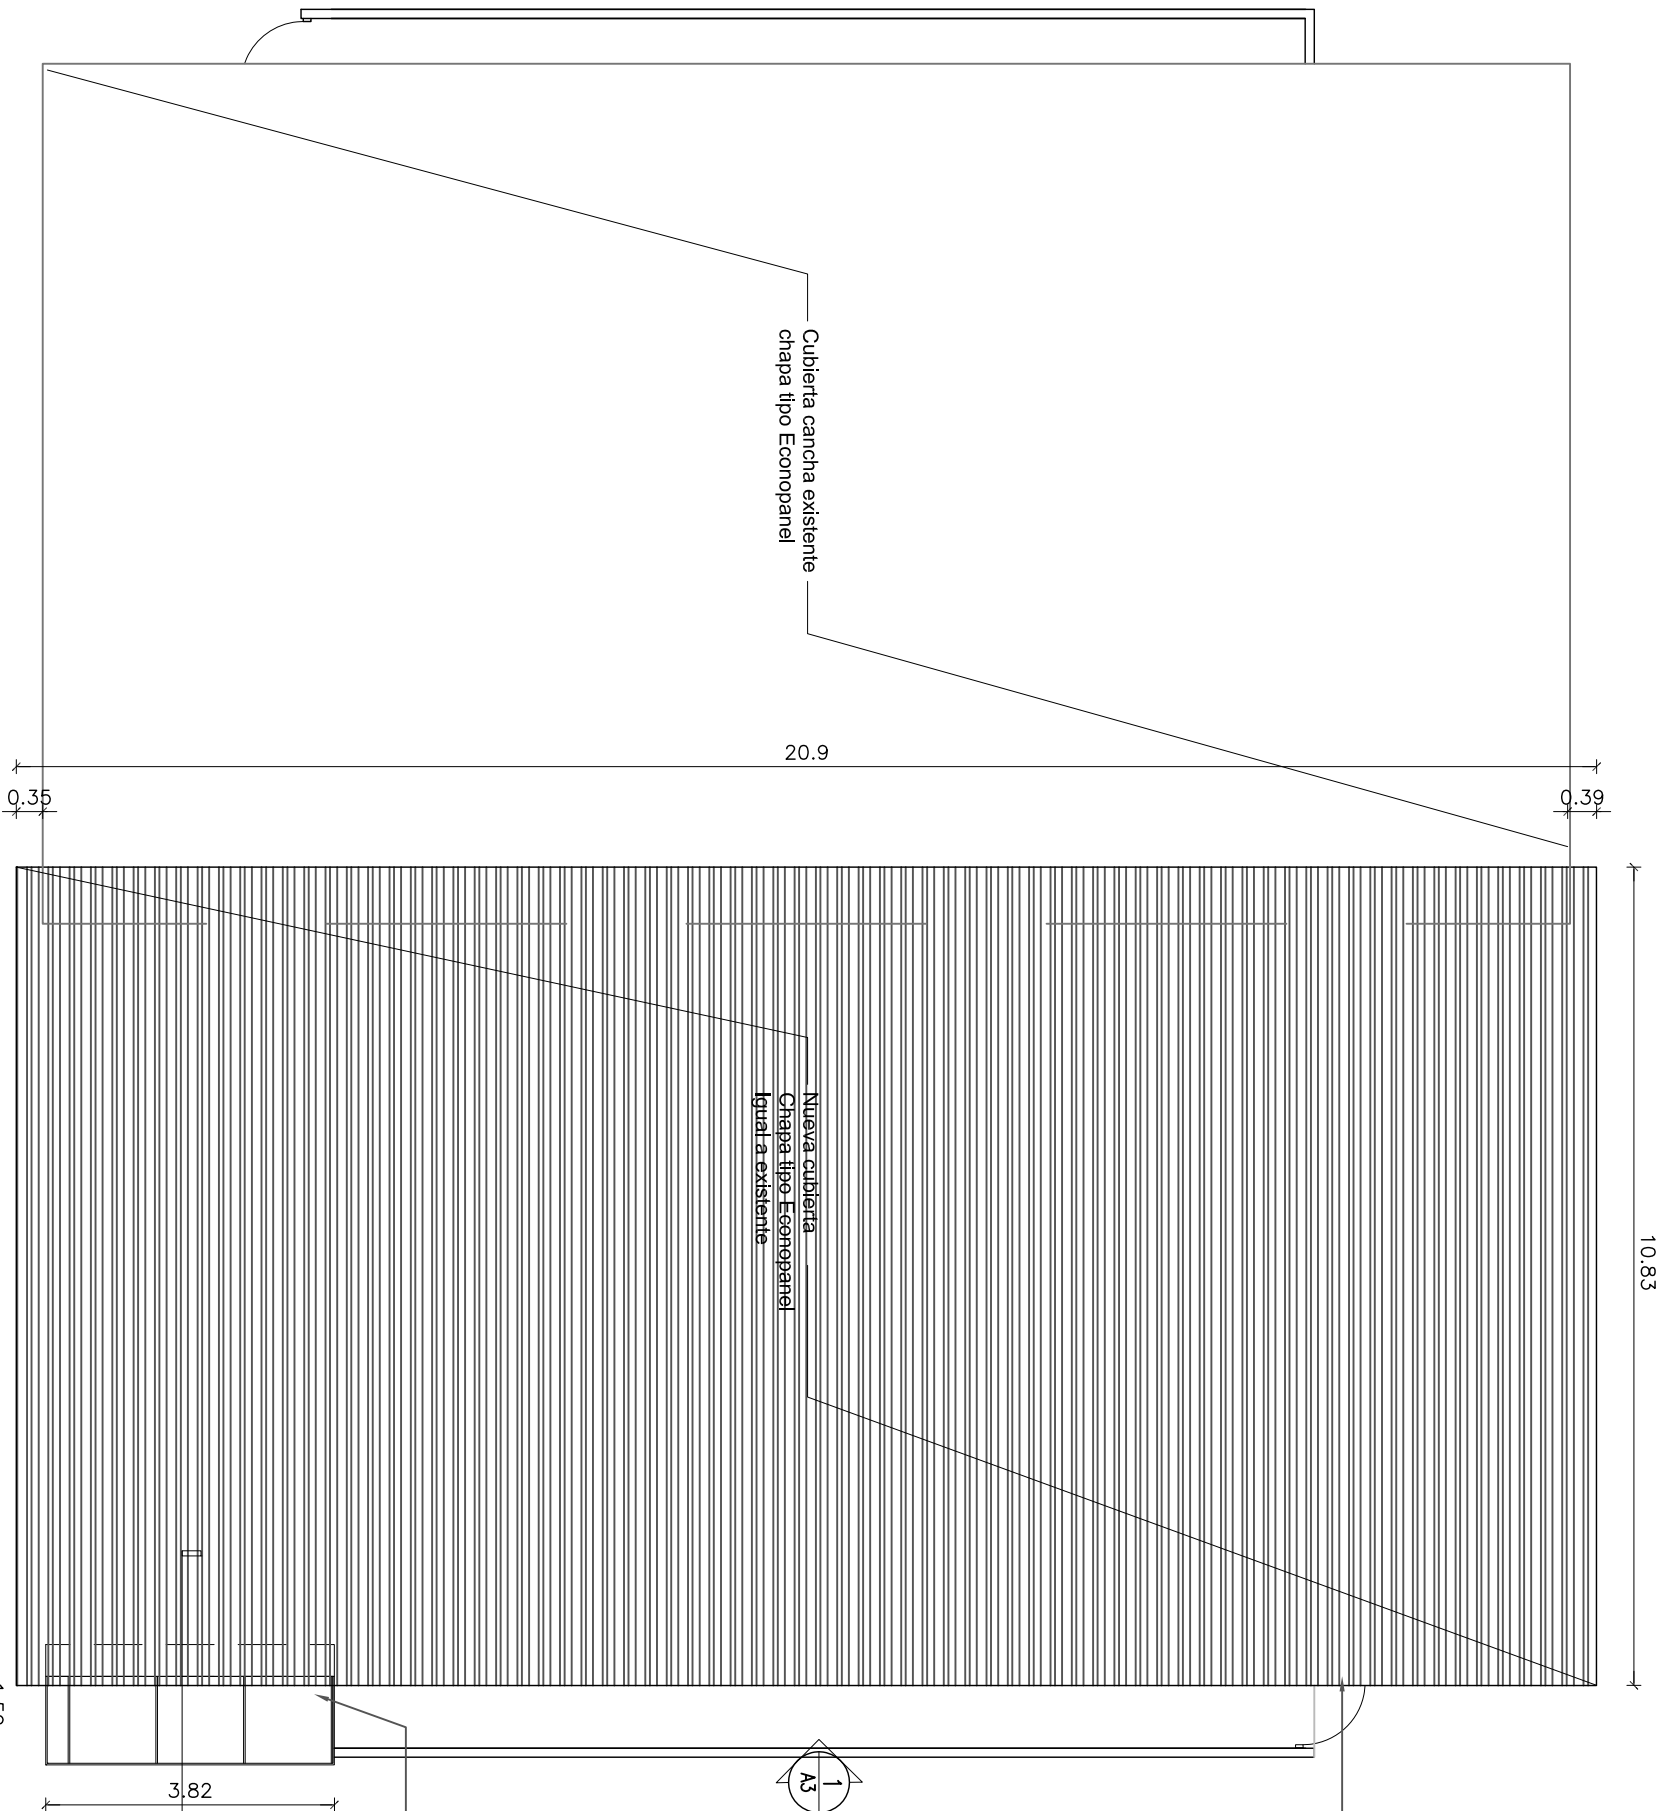 Cubierta cancha existente
chapa tipo Econopanel
20.9
0.35
0.39
10.83
Nueva cubierta
Chapa tipo Econopanel
Igual a existente
3.82
1
A3